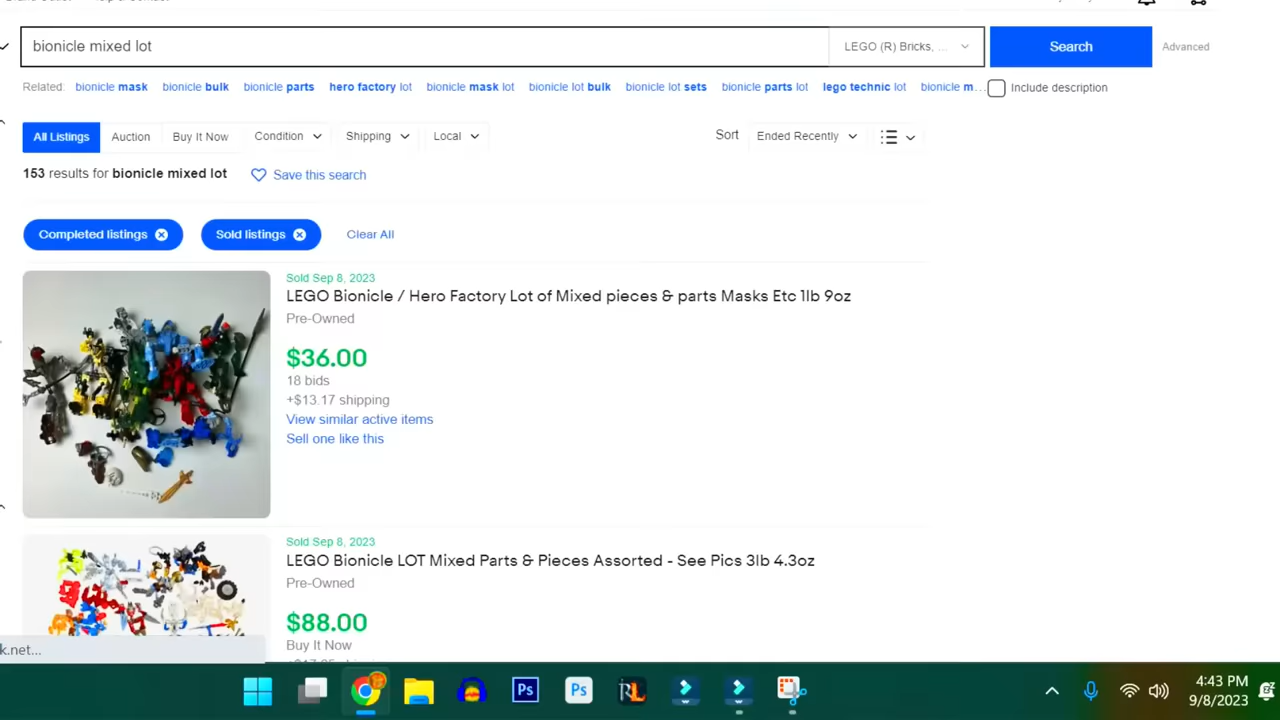 bionicle mixed lot
LEGO (R) Bricks, ...
Search
Advanced
Related: bionicle mask bionicle bulk bionicle parts hero factory lot bionicle mask lot bionicle lot bulk bionicle lot sets bionicle parts lot lego technic lot bionicle m...
Include description
All Listings Auction Buy It Now Condition Shipping Local
Sort Ended Recently
153 results for bionicle mixed lot
Save this search
Completed listings Sold listings Clear All
Sold Sep 8, 2023
LEGO Bionicle / Hero Factory Lot of Mixed pieces & parts Masks Etc 1lb 9oz
Pre-Owned
$36.00
18 bids
+$13.17 shipping
View similar active items
Sell one like this
Sold Sep 8, 2023
LEGO Bionicle LOT Mixed Parts & Pieces Assorted - See Pics 3lb 4.3oz
Pre-Owned
$88.00
Buy It Now
k.net...
Ps
Ps
RL
4:43 PM
9/8/2023